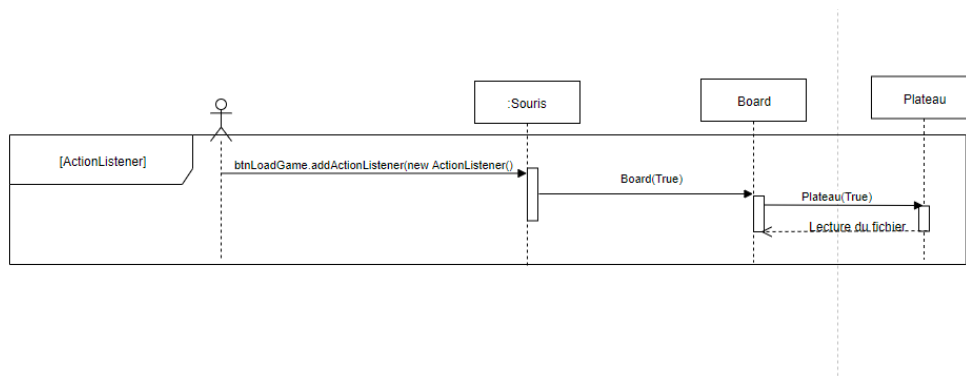 :Souris
Board
Plateau
[ActionListener]
btnLoadGame.addActionListener(new ActionListener()
Board(True)
Plateau(True)
Lecture du fichier